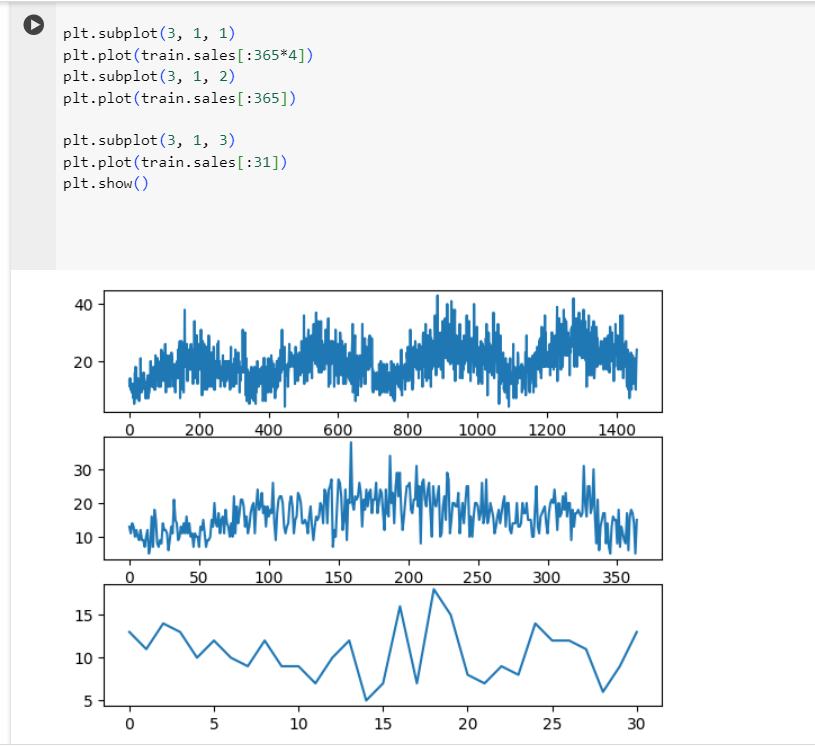 plt.subplot(3, 1, 1)
plt.plot(train.sales[:365*4])
plt.subplot(3, 1, 2)
plt.plot(train.sales[:365])
plt.subplot(3, 1, 3)
plt.plot(train.sales[:31])
plt.show()
40
20
0 200 400 600 800 1000 1200 1400
30
20
10
0 50 100 150 200 250 300 350
15
10
5
0 5 10 15 20 25 30